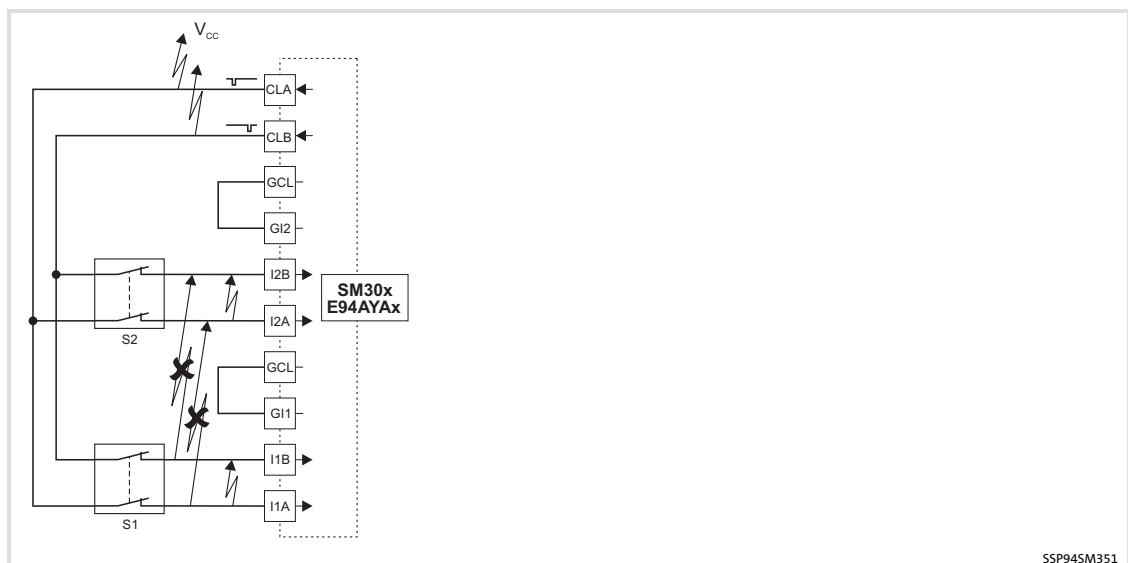 Vcc
CLA
CLB
GCL
GI2
I2B
SM30x
E94AYAx
I2A
S2
GCL
GI1
I1B
I1A
S1
SSP94SM351